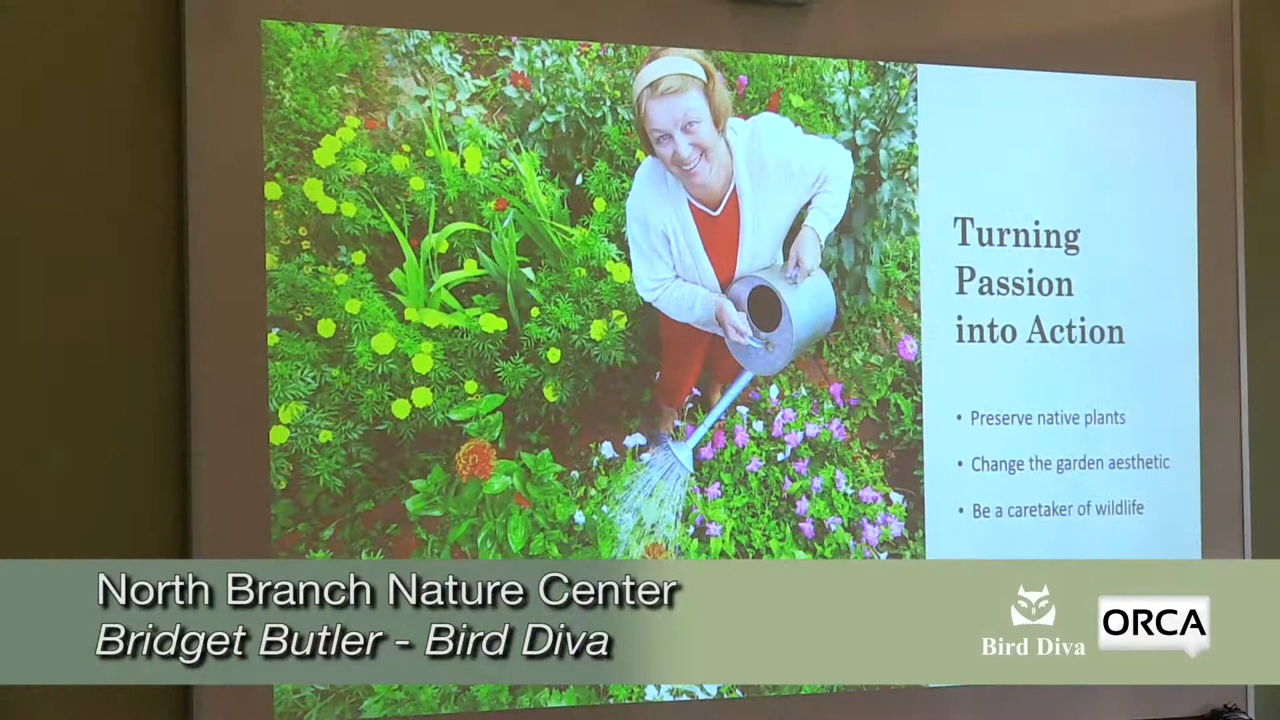 Turning
Passion
into Action
• Preserve native plants
• Change the garden aesthetic
• Be a caretaker of wildlife
North Branch Nature Center
Bridget Butler - Bird Diva
Bird Diva
ORCA